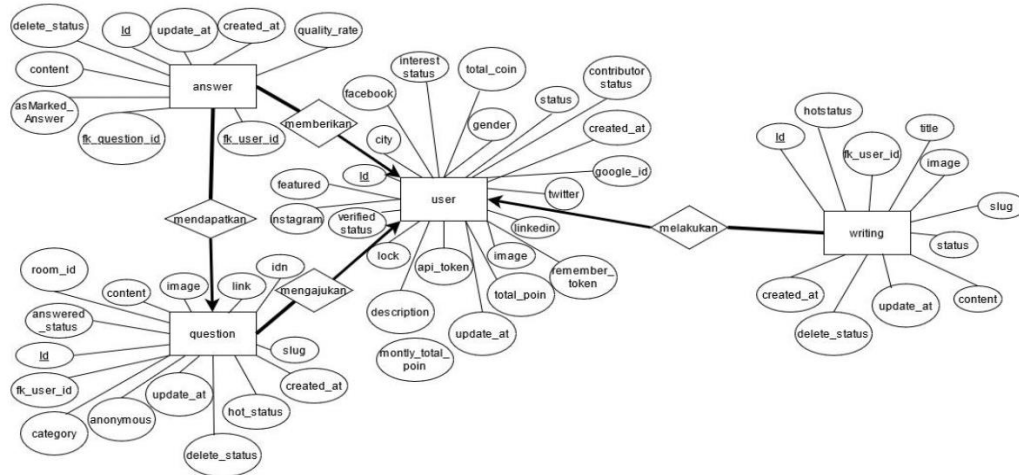 delete_status
Id
update_at
created_at
quality_rate
content
answer
asMarked_
Answer
fk_question_id
fk_user_id
memberikan
mendapatkan
interest
status
total_coin
contributor
status
facebook
status
gender
city
created_at
Id
google_id
featured
user
twitter
nstagram
verified
status
linkedin
lock
api_token
image
remember_
token
total_poin
description
update_at
montly_total_
poin
mengajukan
melakukan
hotstatus
Id
title
fk_user_id
image
slug
writing
status
created_at
update_at
content
delete_status
room_id
content
image
link
idn
answered
_status
question
Id
slug
fk_user_id
created_at
update_at
hot_status
category
anonymous
delete_status